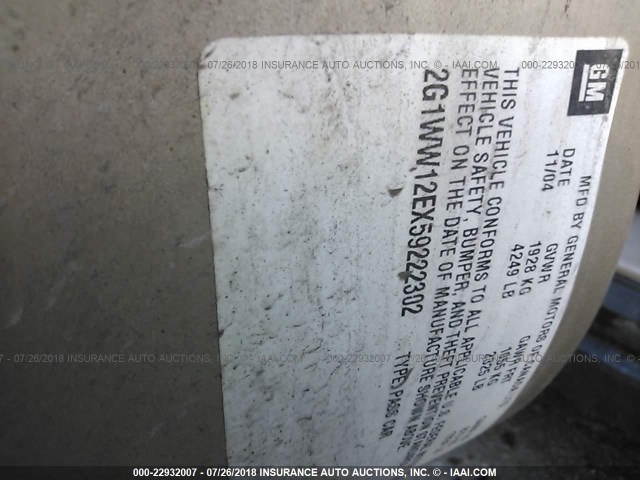 GM
MFD BY GENERAL MOTORS
DATE GVWR
11/04 1928 KG
4249 LB
THIS VEHICLE CONFORMS TO ALL
VEHICLE SAFETY, BUMPER, AND THEFT
EFFECT ON THE DATE OF MANUFACTURE SHOWN ABOVE
2G1WW12EX59222302 TYPE: PASS CAR
000-22932007 07/26/2018 INSURANCE AUTO AUCTIONS, INC. - © IAAI.COM